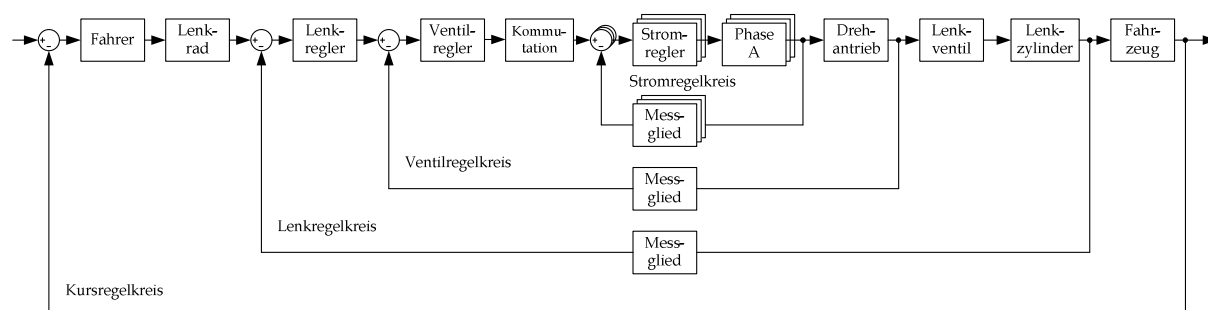 Fahrer
Lenk-
rad
Lenk-
regler
Ventil-
regler
Kommu-
tation
Strom-
regler
Phase
A
Dreh-
antrieb
Lenk-
ventil
Lenk-
zylinder
Fahr-
zeug
Stromregelkreis
Mess-
glied
Ventilregelkreis
Mess-
glied
Lenkregelkreis
Mess-
glied
Kursregelkreis